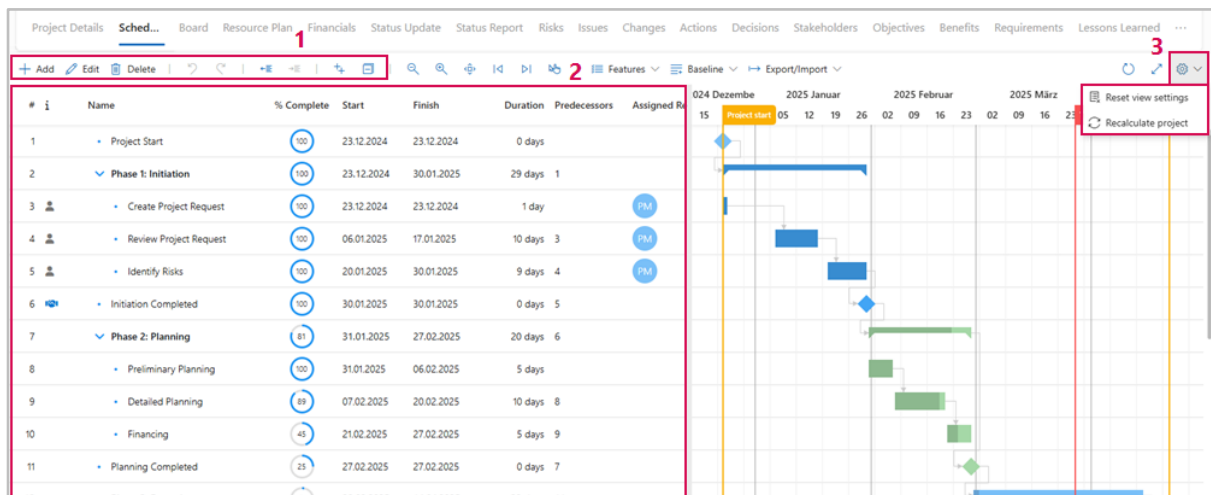 Project Details Sched... Board Resource Plan Financials Status Update Status Report Risks Issues Changes Actions Decisions Stakeholders Objectives Benefits Requirements Lessons Learned ...
1
3
Add Edit Delete 2 Features Baseline Export/Import
# i Name % Complete Start Finish Duration Predecessors Assigned Re
024 Dezembe 2025 Januar 2025 Februar 2025 März
Reset view settings
15 Project start 05 12 19 26 02 09 16 23 02 09 16 23
Recalculate project
1 Project Start 100 23.12.2024 23.12.2024 0 days
2 Phase 1: Initiation 100 23.12.2024 30.01.2025 29 days 1
3 Create Project Request 100 23.12.2024 23.12.2024 1 day PM
4 Review Project Request 100 06.01.2025 17.01.2025 10 days 3 PM
5 Identify Risks 100 20.01.2025 30.01.2025 9 days 4 PM
6 Initiation Completed 100 30.01.2025 30.01.2025 0 days 5
7 Phase 2: Planning 81 31.01.2025 27.02.2025 20 days 6
8 Preliminary Planning 100 31.01.2025 06.02.2025 5 days
9 Detailed Planning 89 07.02.2025 20.02.2025 10 days 8
10 Financing 45 21.02.2025 27.02.2025 5 days 9
11 Planning Completed 25 27.02.2025 27.02.2025 0 days 7